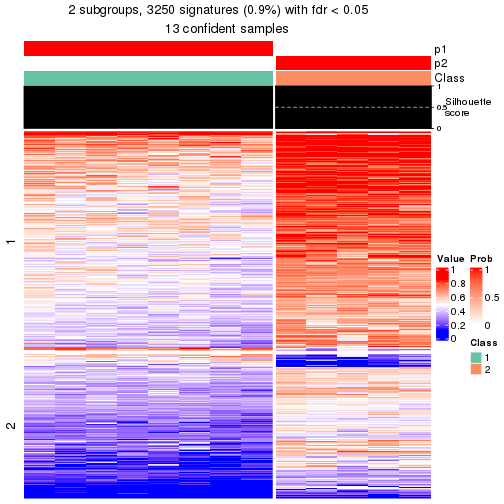 2 subgroups, 3250 signatures (0.9%) with fdr < 0.05
13 confident samples
p1
p2
Class
1
0.5
0
Silhouette
score
1
2
Value
1
0.8
0.6
0.4
0.2
0
Prob
1
0.5
0
Class
1
2